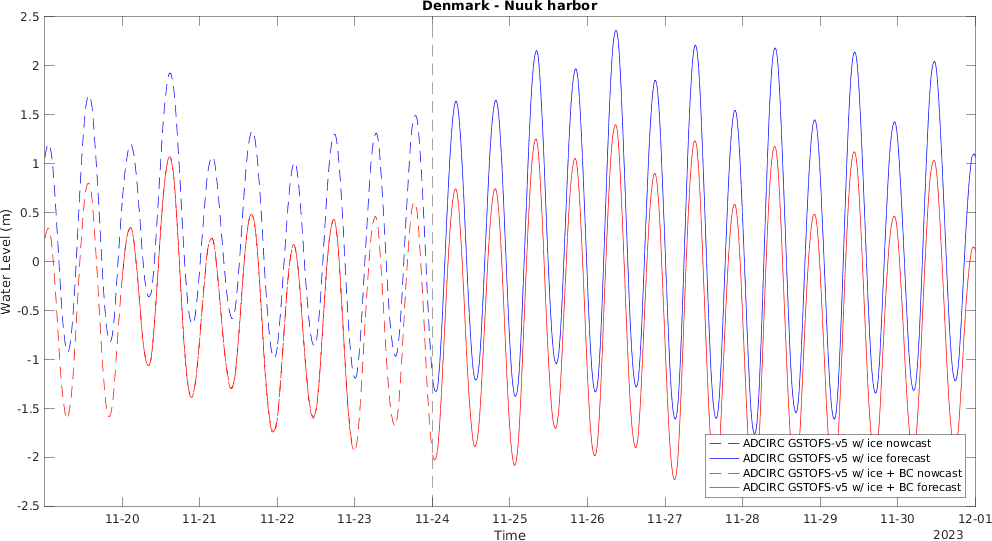 Denmark - Nuuk harbor
2.5
2
1.5
1
0.5
0
-0.5
-1
-1.5
-2
-2.5
Water Level (m)
ADCIRC GSTOFS-v5 w/ ice nowcast
ADCIRC GSTOFS-v5 w/ ice forecast
ADCIRC GSTOFS-v5 w/ ice + BC nowcast
ADCIRC GSTOFS-v5 w/ ice + BC forecast
11-20 11-21 11-22 11-23 11-24 11-25 11-26 11-27 11-28 11-29 11-30 12-01
Time
2023